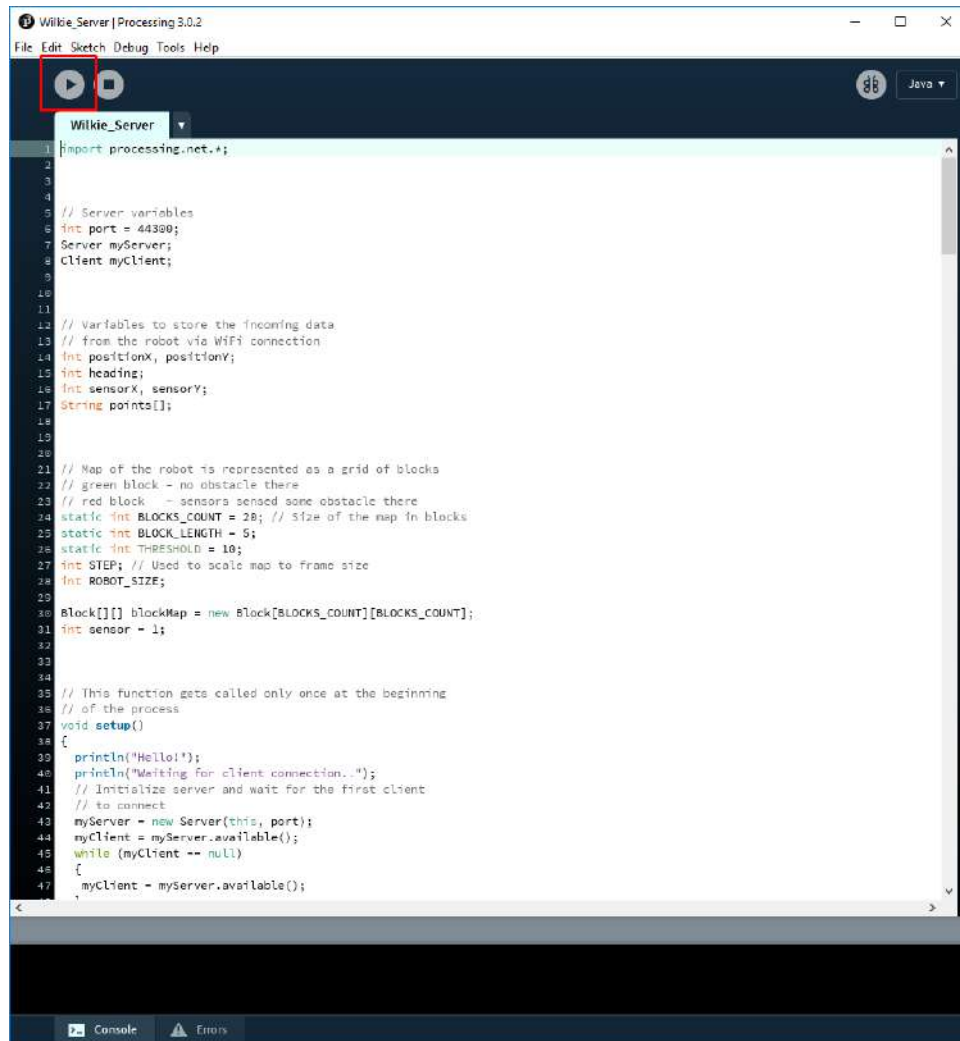 Wilkie_Server | Processing 3.0.2
File Edit Sketch Debug Tools Help
Java
Wilkie_Server
1 import processing.net.*;
2
3
4
5 // Server variables
6 int port = 44300;
7 Server myServer;
8 Client myClient;
9
10
11
12 // Variables to store the incoming data
13 // from the robot via WiFi connection
14 int positionX, positionY;
15 int heading;
16 int sensorX, sensorY;
17 String points[];
18
19
20
21 // Map of the robot is represented as a grid of blocks
22 // green block - no obstacle there
23 // red block   - sensors sensed some obstacle there
24 static int BLOCKS_COUNT = 20; // Size of the map in blocks
25 static int BLOCK_LENGTH = 5;
26 static int THRESHOLD = 10;
27 int STEP; // Used to scale map to frame size
28 int ROBOT_SIZE;
29
30 Block[][] blockMap = new Block[BLOCKS_COUNT][BLOCKS_COUNT];
31 int sensor = 1;
32
33
34
35 // This function gets called only once at the beginning
36 // of the process
37 void setup()
38 {
39 println("Hello!");
40 println("Waiting for client connection..");
41 // Initialize server and wait for the first client
42 // to connect
43 myServer = new Server(this, port);
44 myClient = myServer.available();
45 while (myClient == null)
46 {
47 myClient = myServer.available();
Console
Errors